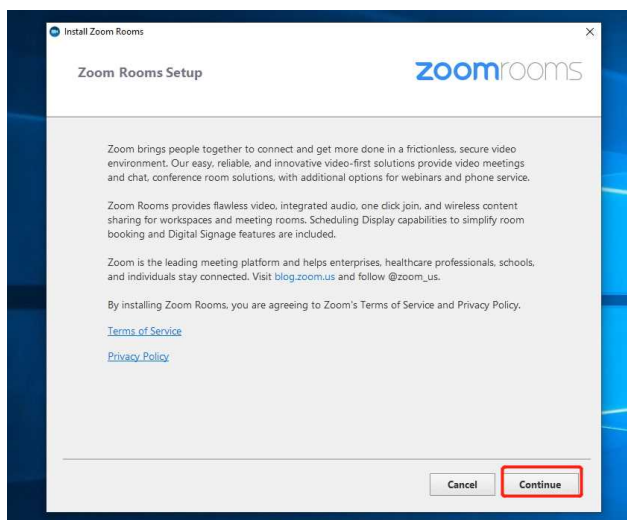 Install Zoom Rooms
Zoom Rooms Setup
zoomrooms
Zoom brings people together to connect and get more done in a frictionless, secure video
environment. Our easy, reliable, and innovative video-first solutions provide video meetings
and chat, conference room solutions, with additional options for webinars and phone service.
Zoom Rooms provides flawless video, integrated audio, one click join, and wireless content
sharing for workspaces and meeting rooms. Scheduling Display capabilities to simplify room
booking and Digital Signage features are included.
Zoom is the leading meeting platform and helps enterprises, healthcare professionals, schools,
and individuals stay connected. Visit blog.zoom.us and follow @zoom_us.
By installing Zoom Rooms, you are agreeing to Zoom's Terms of Service and Privacy Policy.
Terms of Service
Privacy Policy
Cancel
Continue